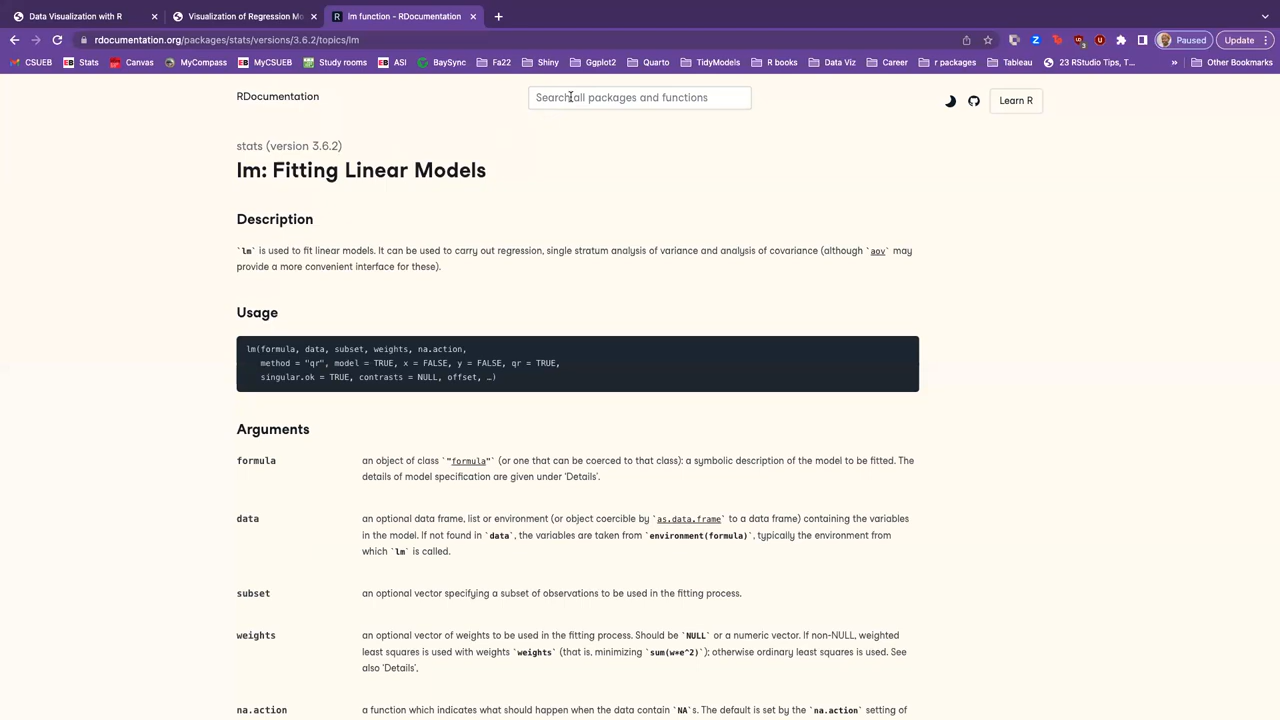 Data Visualization with R
Visualization of Regression Mo
lm function - RDocumentation
rdocumentation.org/packages/stats/versions/3.6.2/topics/lm
Paused
Update
CSUEB
Stats
Canvas
MyCompass
MyCSUEB
Study rooms
ASI
BaySync
Fa22
Shiny
Ggplot2
Quarto
TidyModels
R books
Data Viz
Career
r packages
Tableau
23 RStudio Tips,...
»
RDocumentation
Search all packages and functions
Learn R
stats (version 3.6.2)
lm: Fitting Linear Models
Description
`lm` is used to fit linear models. It can be used to carry out regression, single stratum analysis of variance and analysis of covariance (although `aov` may
provide a more convenient interface for these).
Usage
lm(formula, data, subset, weights, na.action,
method = "qr", model = TRUE, x = FALSE, y = FALSE, qr = TRUE,
singular.ok = TRUE, contrasts = NULL, offset, …)
Arguments
formula
an object of class `"formula"` (or one that can be coerced to that class): a symbolic description of the model to be fitted. The
details of model specification are given under ‘Details’.
data
an optional data frame, list or environment (or object coercible by `as.data.frame` to a data frame) containing the variables
in the model. If not found in `data`, the variables are taken from `environment(formula)`, typically the environment from
which `lm` is called.
subset
an optional vector specifying a subset of observations to be used in the fitting process.
weights
an optional vector of weights to be used in the fitting process. Should be `NULL` or a numeric vector. If non-NULL, weighted
least squares is used with weights `weights` (that is, minimizing `sum(w*e^2)`); otherwise ordinary least squares is used. See
also ‘Details’,
na.action
a function which indicates what should happen when the data contain `NA`s. The default is set by the `na.action` setting of